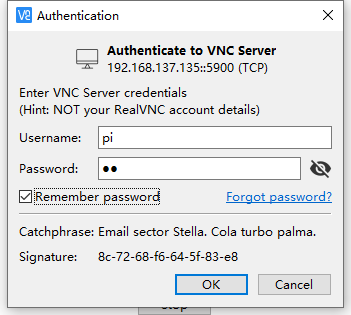 Authentication
Authenticate to VNC Server
192.168.137.135::5900 (TCP)
Enter VNC Server credentials
(Hint: NOT your RealVNC account details)
Username: pi
Password: ●●
Remember password Forgot password?
Catchphrase: Email sector Stella. Cola turbo palma.
Signature: 8c-72-68-f6-64-5f-83-e8
OK Cancel
Stop